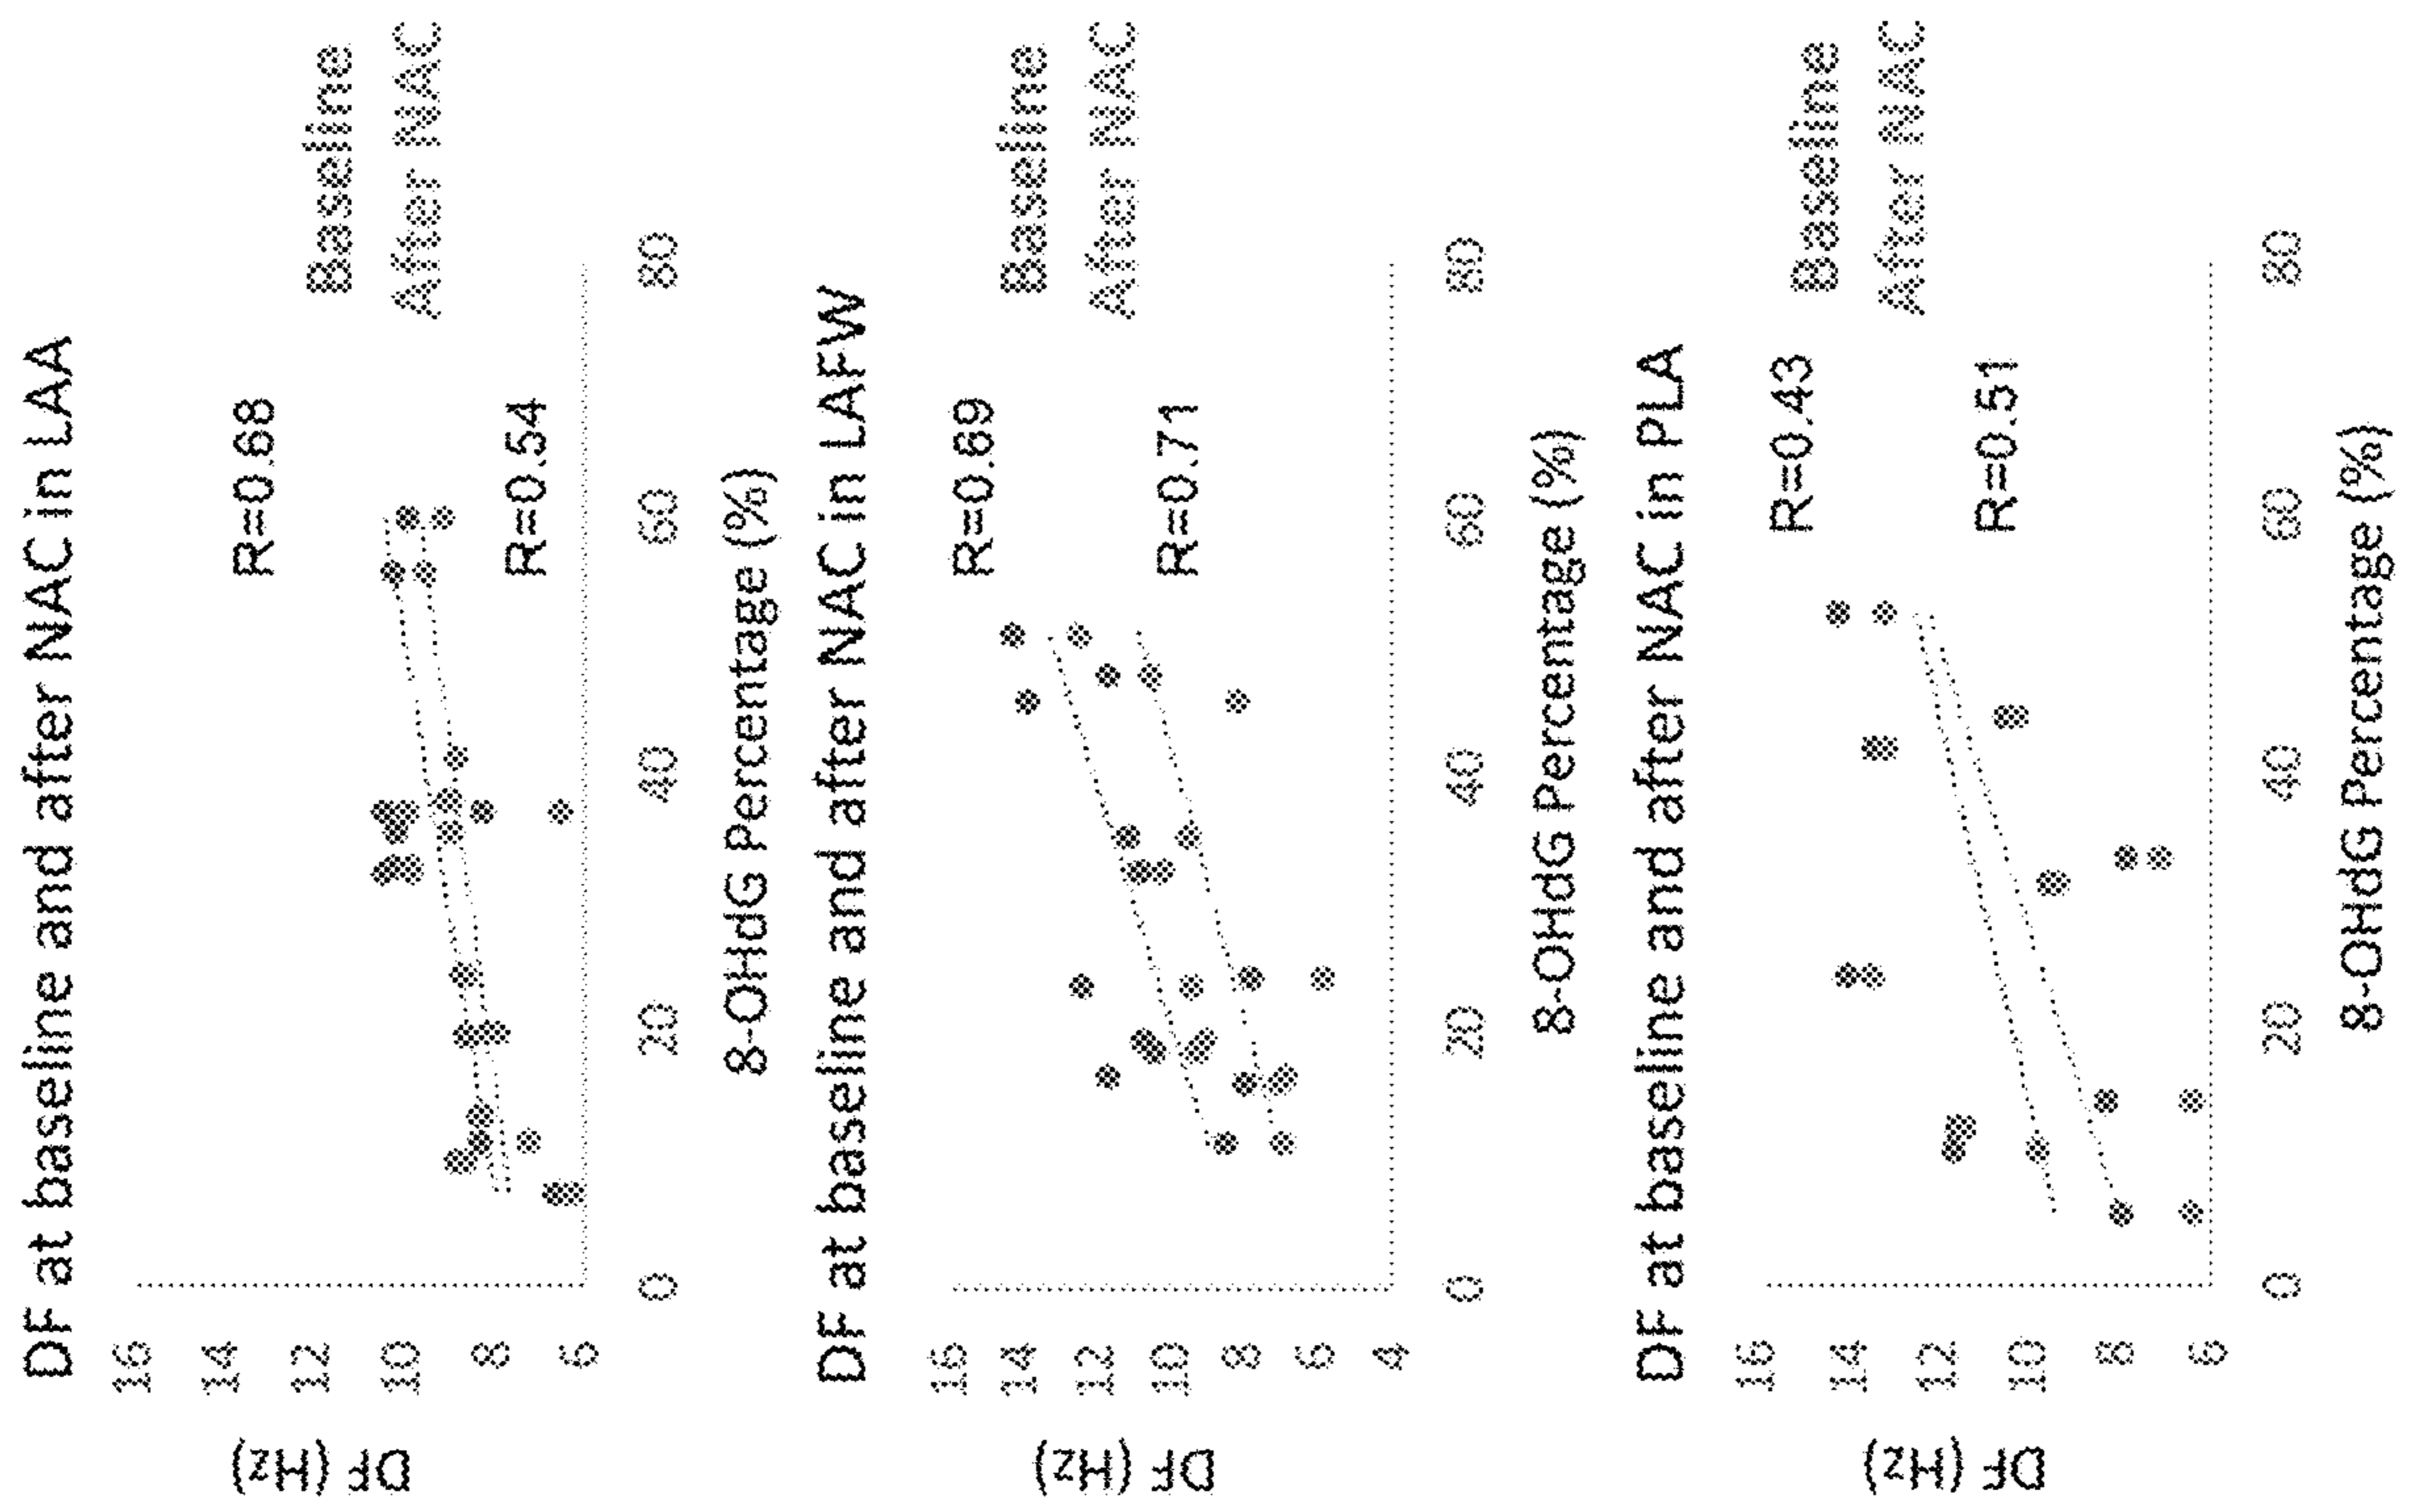 DF at baseline and after NAC in LAA
DF (Hz)
16
14
12
10
8
6
R=0.68
R=0.54
Baseline
After NAC
0
20
40
60
80
8-OHdG Percentage (%)
DF at baseline and after NAC in LAFW
DF (Hz)
16
14
12
10
8
6
4
R=0.69
R=0.71
Baseline
After NAC
0
20
40
60
80
8-OHdG Percentage (%)
DF at baseline and after NAC in PLA
DF (Hz)
16
14
12
10
8
6
R=0.43
R=0.51
Baseline
After NAC
0
20
40
60
80
8-OHdG Percentage (%)